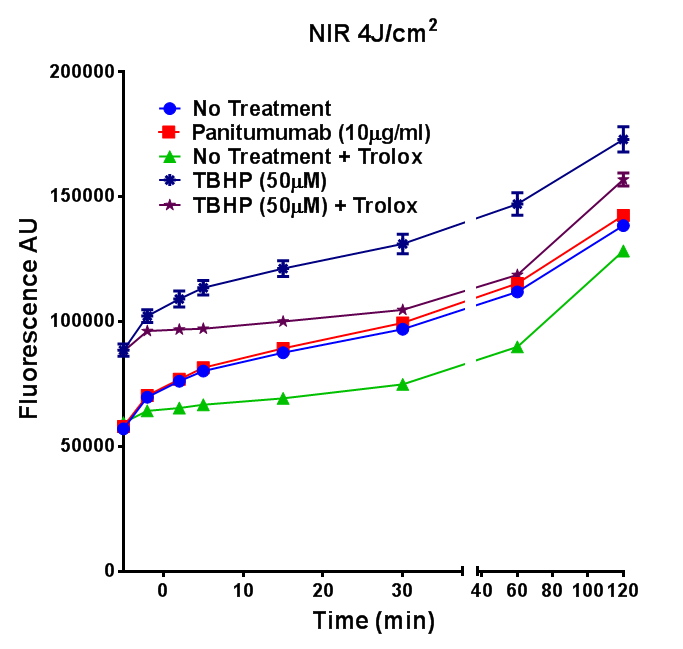 NIR 4J/cm²
200000
150000
100000
50000
0
Fluorescence AU
No Treatment
Panitumumab (10μg/ml)
No Treatment + Trolox
TBHP (50μM)
TBHP (50μM) + Trolox
0 10 20 30 40 60 80 100 120
Time (min)